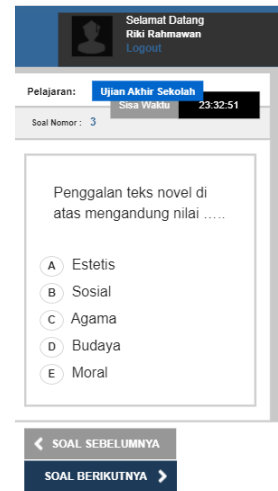 Selamat Datang
Riki Rahmawan
Logout
Pelajaran: Ujian Akhir Sekolah
Sisa Waktu 23:32:51
Soal Nomor : 3
Penggalan teks novel di
atas mengandung nilai .....
A Estetis
B Sosial
C Agama
D Budaya
E Moral
SOAL SEBELUMNYA
SOAL BERIKUTNYA